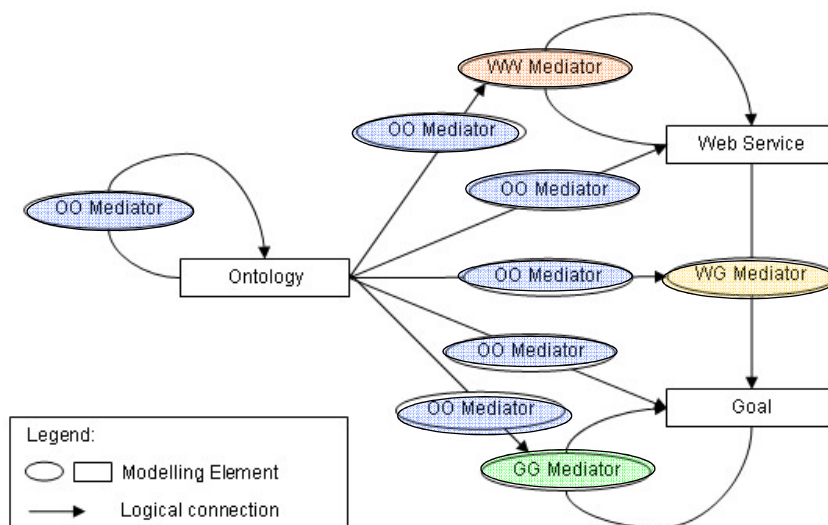 WW Mediator
OO Mediator
Web Service
OO Mediator
OO Mediator
Ontology
OO Mediator
WG Mediator
OO Mediator
OO Mediator
Goal
GG Mediator
Legend:
Modelling Element
Logical connection